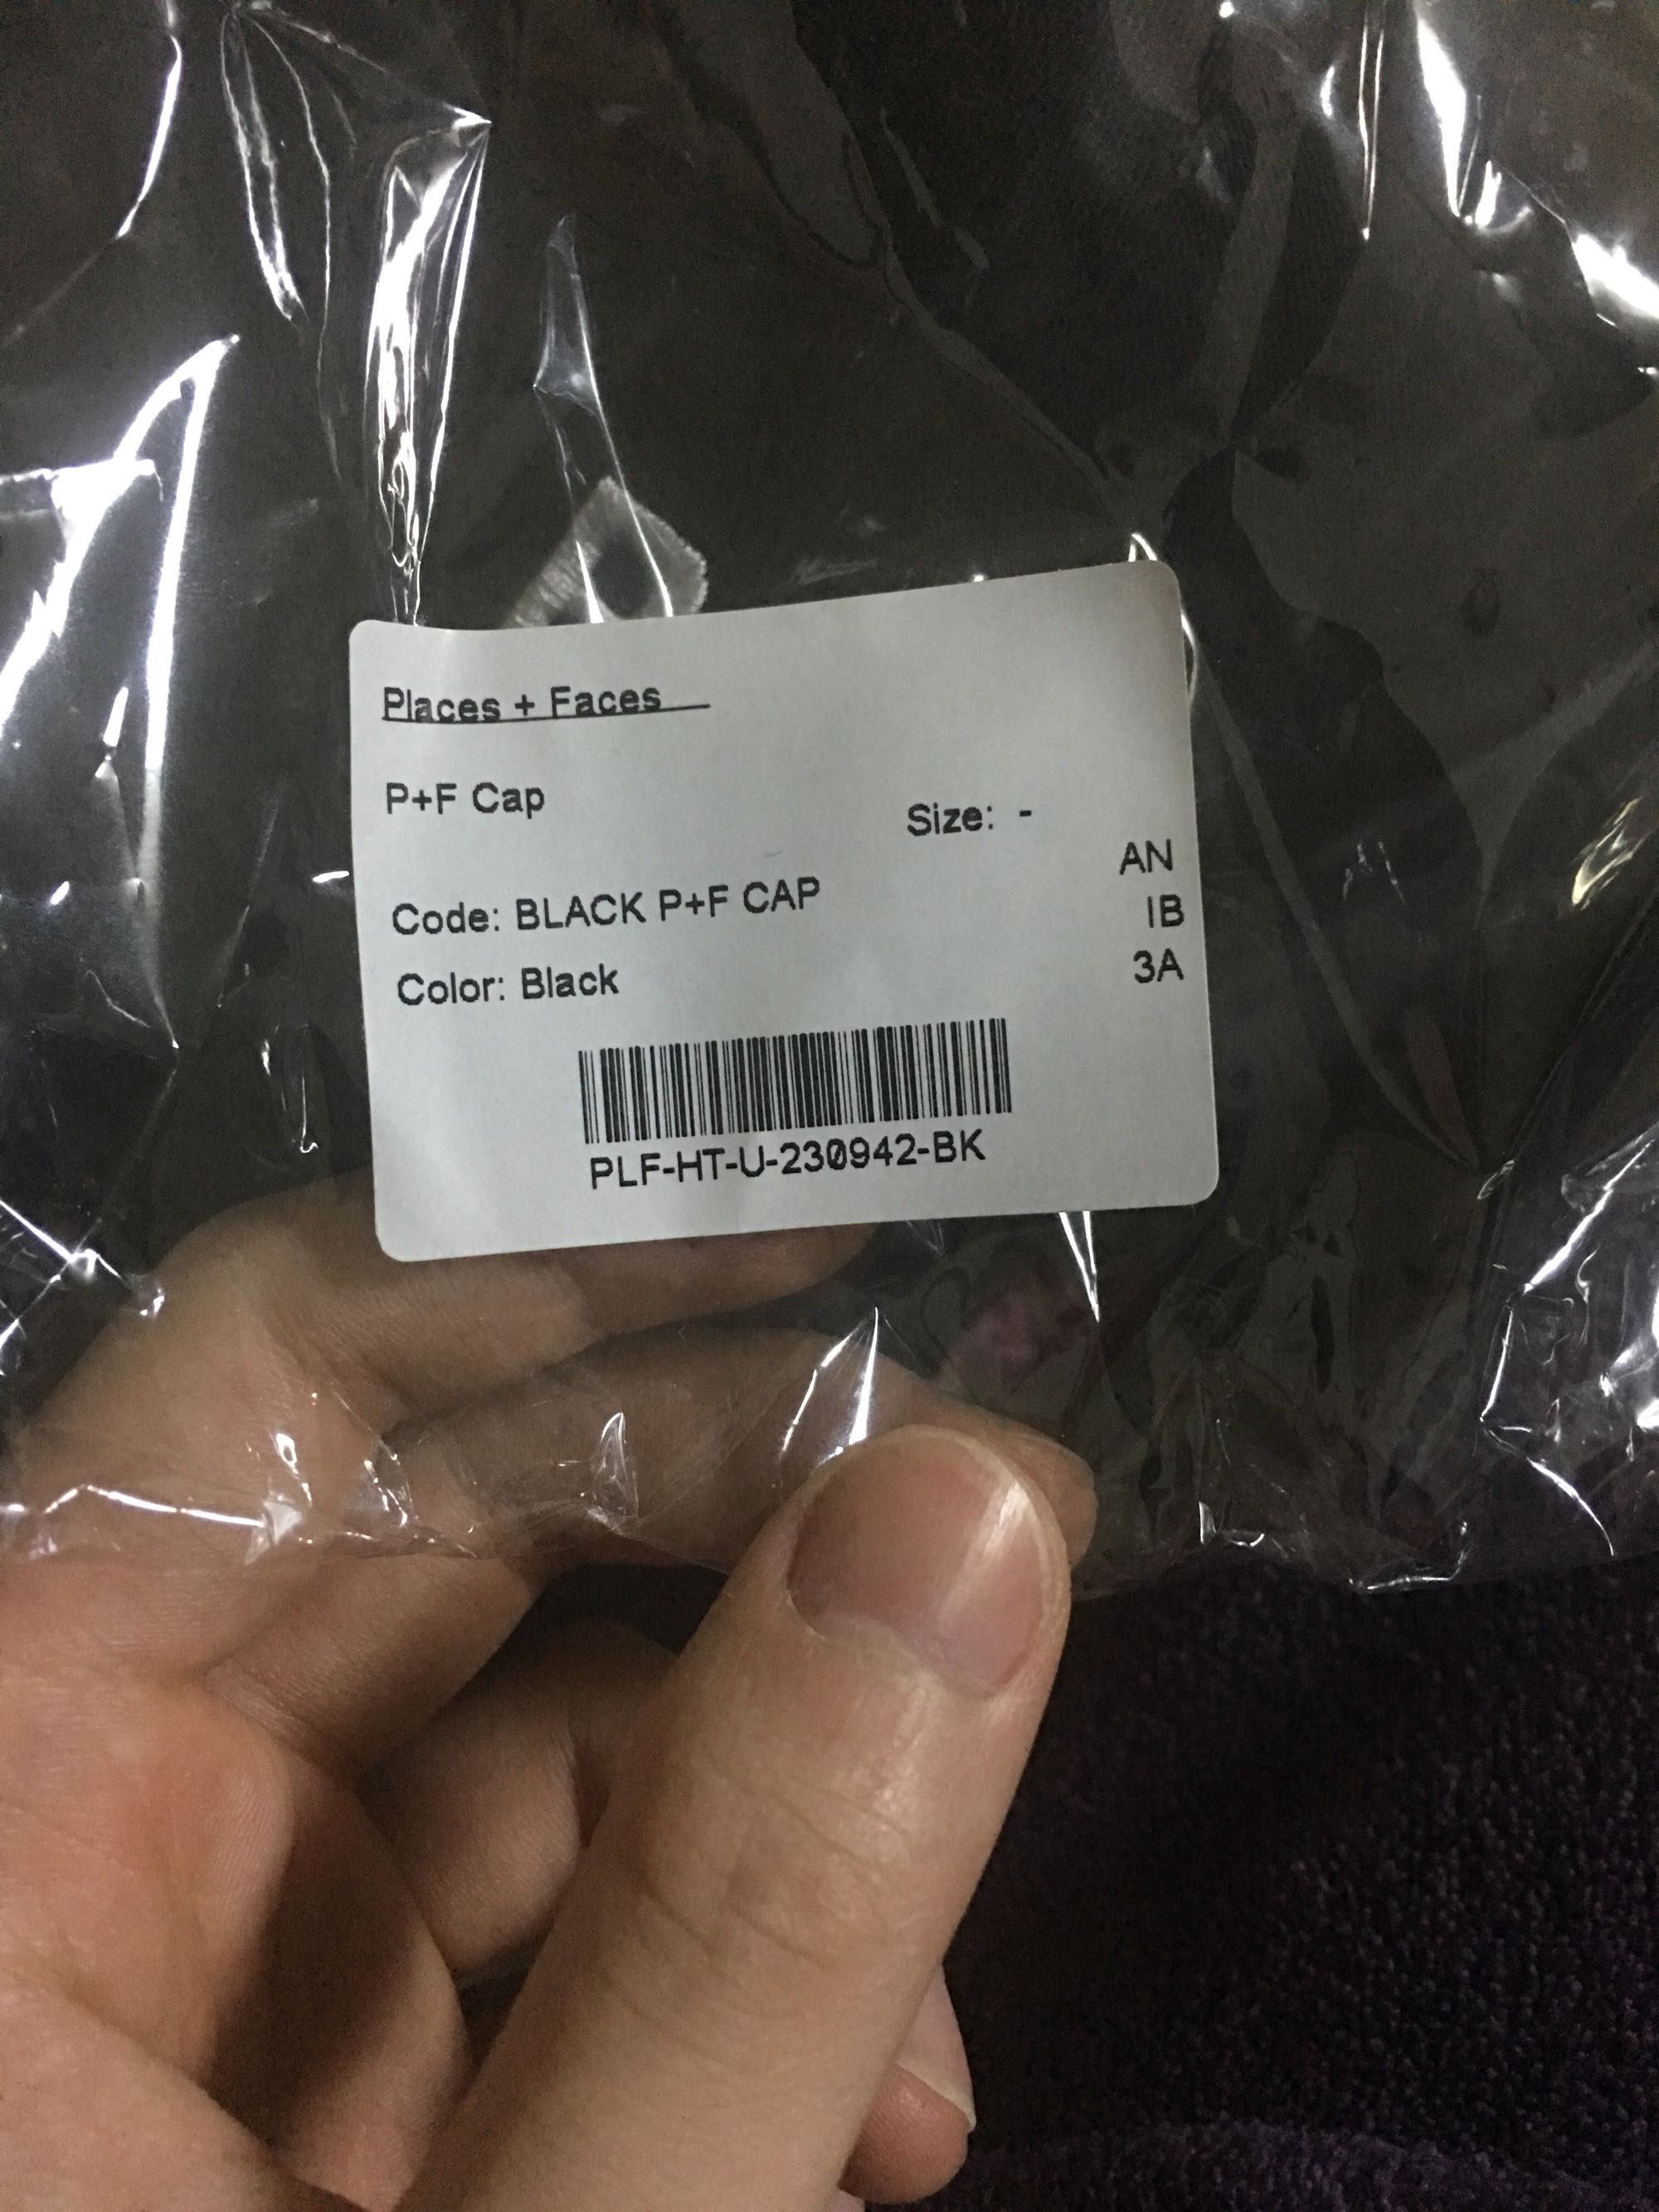 Places + Faces
P+F Cap
Size: -
AN
Code: BLACK P+F CAP
IB
Color: Black
3A
PLF-HT-U-230942-BK